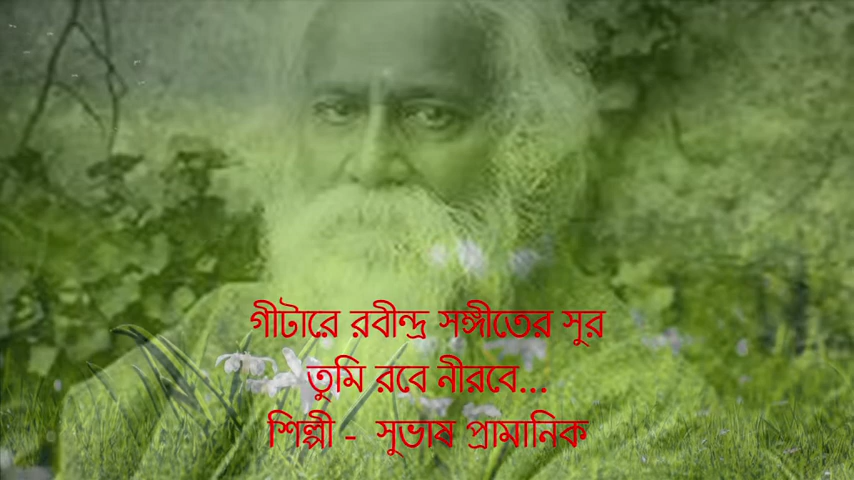 গীটারে রবীন্দ্র সঙ্গীতের সুর
তুমি রবে নীরবে...
শিল্পী - সুভাষ প্রামানিক